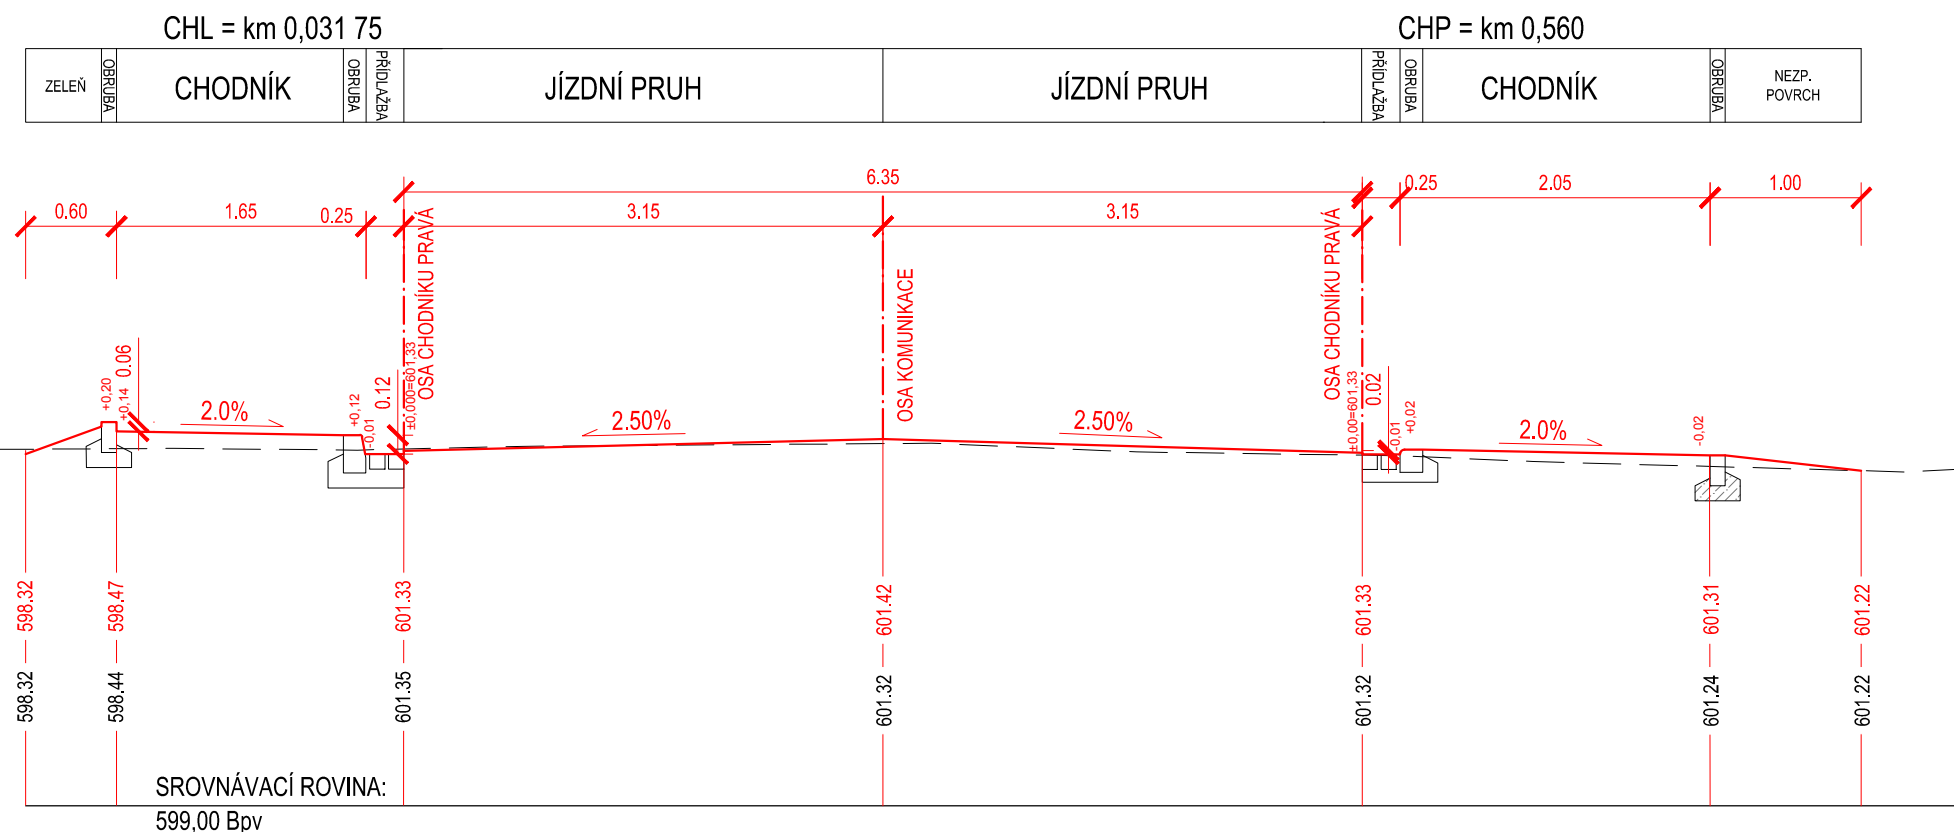 CHL = km 0,031 75
CHP = km 0,560
ZELEŇ
OBRUBA
CHODNÍK
OBRUBA
PŘÍDLAŽBA
JÍZDNÍ PRUH
JÍZDNÍ PRUH
PŘÍDLAŽBA
OBRUBA
CHODNÍK
OBRUBA
NEZP.
POVRCH
6.35
0.25
2.05
1.00
0.60
1.65
0.25
3.15
3.15
OSA CHODNÍKU PRAVÁ
OSA KOMUNIKACE
OSA CHODNÍKU PRAVÁ
+0,20
+0,14
0.06
2.0%
+0,12
-0,01
0.12
±0,000=601,33
2.50%
2.50%
±0,00=601,33
0.02
-0,01
+0,02
2.0%
-0,02
598.32
598.47
601.33
601.42
601.33
601.31
601.22
598.32
598.44
601.35
601.32
601.32
601.24
601.22
SROVNÁVACÍ ROVINA:
599,00 Bpv